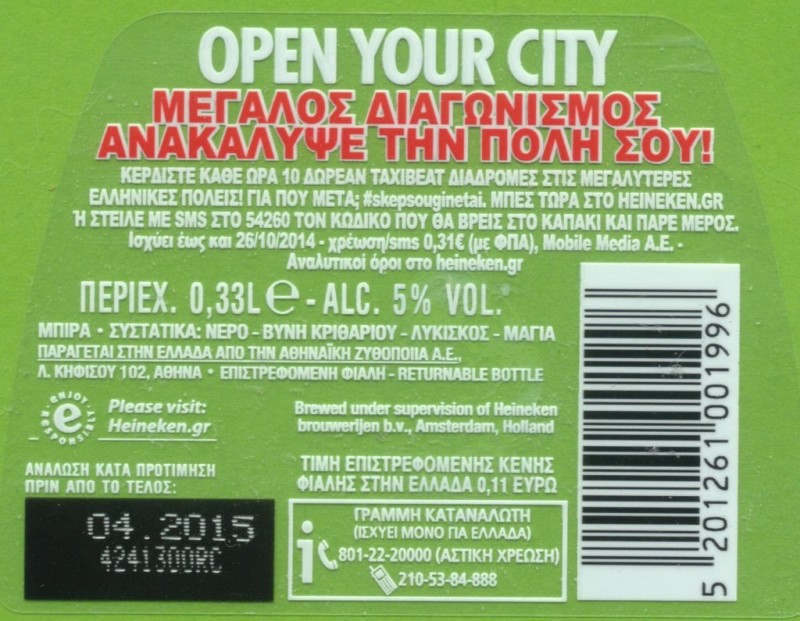 OPEN YOUR CITY
ΜΕΓΑΛΟΣ ΔΙΑΓΩΝΙΣΜΟΣ
ΑΝΑΚΑΛΥΨΕ ΤΗΝ ΠΟΛΗ ΣΟΥ!
ΚΕΡΔΙΣΤΕ ΚΑΘΕ ΩΡΑ 10 ΔΩΡΕΑΝ TAXIBEAT ΔΙΑΔΡΟΜΕΣ ΣΤΙΣ ΜΕΓΑΛΥΤΕΡΕΣ
ΕΛΛΗΝΙΚΕΣ ΠΟΛΕΙΣ! ΓΙΑ ΠΟΥ ΜΕΤΑ; #skepsouginetai. ΜΠΕΣ ΤΩΡΑ ΣΤΟ HEINEKEN.GR
Ή ΣΤΕΙΛΕ ΜΕ SMS ΣΤΟ 54260 ΤΟΝ ΚΩΔΙΚΟ ΠΟΥ ΘΑ ΒΡΕΙΣ ΣΤΟ ΚΑΠΑΚΙ ΚΑΙ ΠΑΡΕ ΜΕΡΟΣ.
Ισχύει έως και 26/10/2014 - χρέωση/sms 0,31€ (με ΦΠΑ), Mobile Media A.E. -
Αναλυτικοί όροι στο heineken.gr
ΠΕΡΙΕΧ. 0,33L e - ALC. 5% VOL.
ΜΠΙΡΑ • ΣΥΣΤΑΤΙΚΑ: ΝΕΡΟ - ΒΥΝΗ ΚΡΙΘΑΡΙΟΥ - ΛΥΚΙΣΚΟΣ - ΜΑΓΙΑ
ΠΑΡΑΓΕΤΑΙ ΣΤΗΝ ΕΛΛΑΔΑ ΑΠΟ ΤΗΝ ΑΘΗΝΑΪΚΗ ΖΥΘΟΠΟΙΙΑ Α.Ε.,
Λ. ΚΗΦΙΣΟΥ 102, ΑΘΗΝΑ • ΕΠΙΣΤΡΕΦΟΜΕΝΗ ΦΙΑΛΗ - RETURNABLE BOTTLE
ENJOY RESPONSIBLY
Please visit:
Heineken.gr
Brewed under supervision of Heineken
brouwerijen b.v., Amsterdam, Holland
ΑΝΑΛΩΣΗ ΚΑΤΑ ΠΡΟΤΙΜΗΣΗ
ΠΡΙΝ ΑΠΟ ΤΟ ΤΕΛΟΣ:
04.2015
4241300RC
ΤΙΜΗ ΕΠΙΣΤΡΕΦΟΜΕΝΗΣ ΚΕΝΗΣ
ΦΙΑΛΗΣ ΣΤΗΝ ΕΛΛΑΔΑ 0,11 ΕΥΡΩ
ΓΡΑΜΜΗ ΚΑΤΑΝΑΛΩΤΗ
(ΙΣΧΥΕΙ ΜΟΝΟ ΓΙΑ ΕΛΛΑΔΑ)
801-22-20000 (ΑΣΤΙΚΗ ΧΡΕΩΣΗ)
210-53-84-888
5 201261 001996